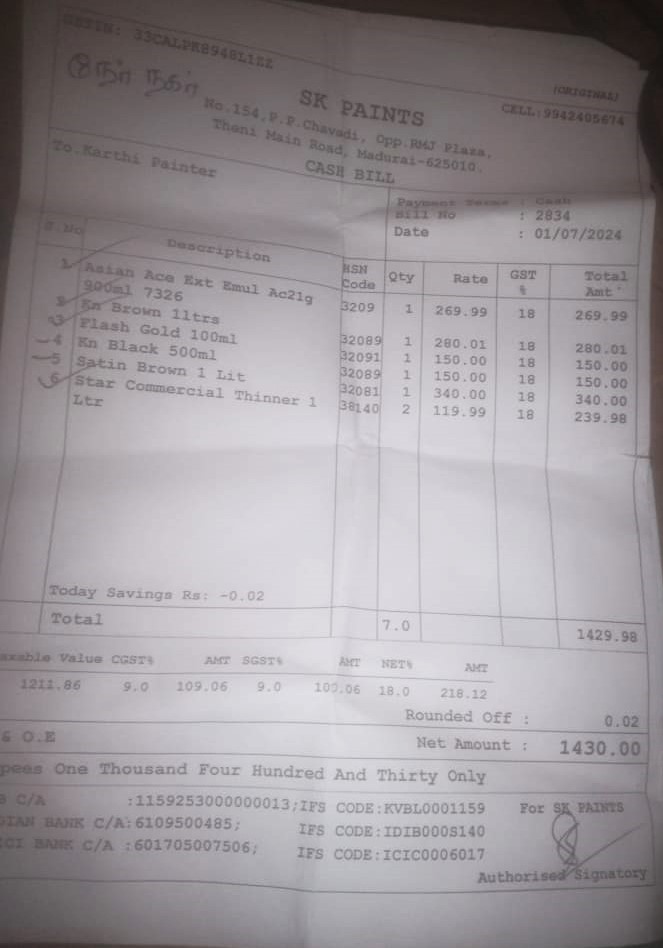 GSTIN: 33CALPK8948L1ZZ
(ORIGINAL)
நேரு நகர்
SK PAINTS
CELL:9942405674
No.154,P.P.Chavadi, Opp.RMJ Plaza,
Theni Main Road, Madurai-625010.
CASH BILL
To.Karthi Painter
Payment Terms : Cash
Bill No : 2834
Date : 01/07/2024
S.No Description HSN Code Qty Rate GST % Total Amt
1 Asian Ace Ext Emul Ac21g 3209 1 269.99 18 269.99
900ml 7326
2 Kn Brown 1ltrs 32089 1 280.01 18 280.01
3 Flash Gold 100ml 32091 1 150.00 18 150.00
4 Kn Black 500ml 32089 1 150.00 18 150.00
5 Satin Brown 1 Lit 32081 1 340.00 18 340.00
6 Star Commercial Thinner 1 38140 2 119.99 18 239.98
Ltr
Today Savings Rs: -0.02
Total 7.0 1429.98
axable Value CGST% AMT SGST% AMT NET% AMT
1211.86 9.0 109.06 9.0 109.06 18.0 218.12
Rounded Off : 0.02
& O.E Net Amount : 1430.00
pees One Thousand Four Hundred And Thirty Only
B C/A :1159253000000013;IFS CODE:KVBL0001159 For SK PAINTS
DIAN BANK C/A:6109500485; IFS CODE:IDIB000S140
ICI BANK C/A :601705007506; IFS CODE:ICIC0006017
Authorised Signatory